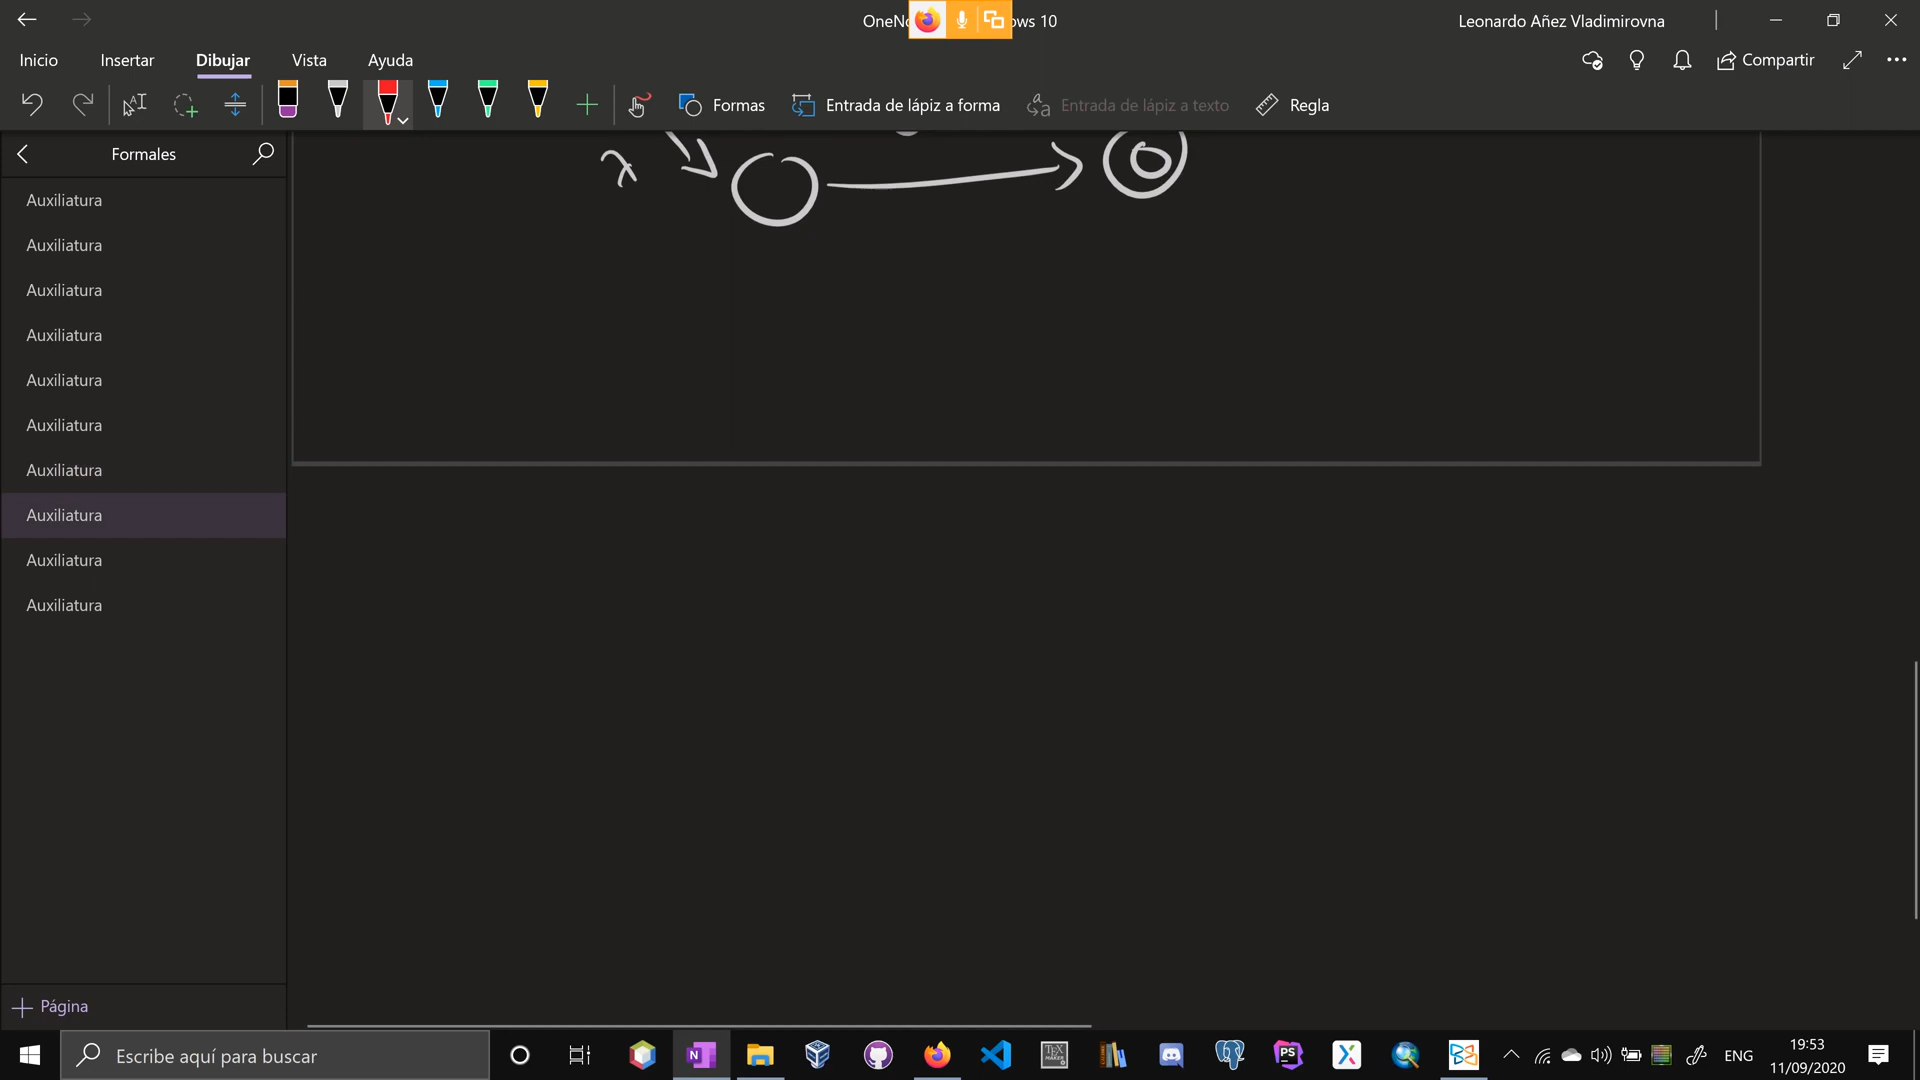 OneNo
ows 10
Leonardo Añez Vladimirovna
Inicio
Insertar
Dibujar
Vista
Ayuda
Compartir
Formas
Entrada de lápiz a forma
Entrada de lápiz a texto
Regla
Formales
λ
Auxiliatura
Auxiliatura
Auxiliatura
Auxiliatura
Auxiliatura
Auxiliatura
Auxiliatura
Auxiliatura
Auxiliatura
Auxiliatura
Página
Escribe aquí para buscar
ENG
19:53
11/09/2020